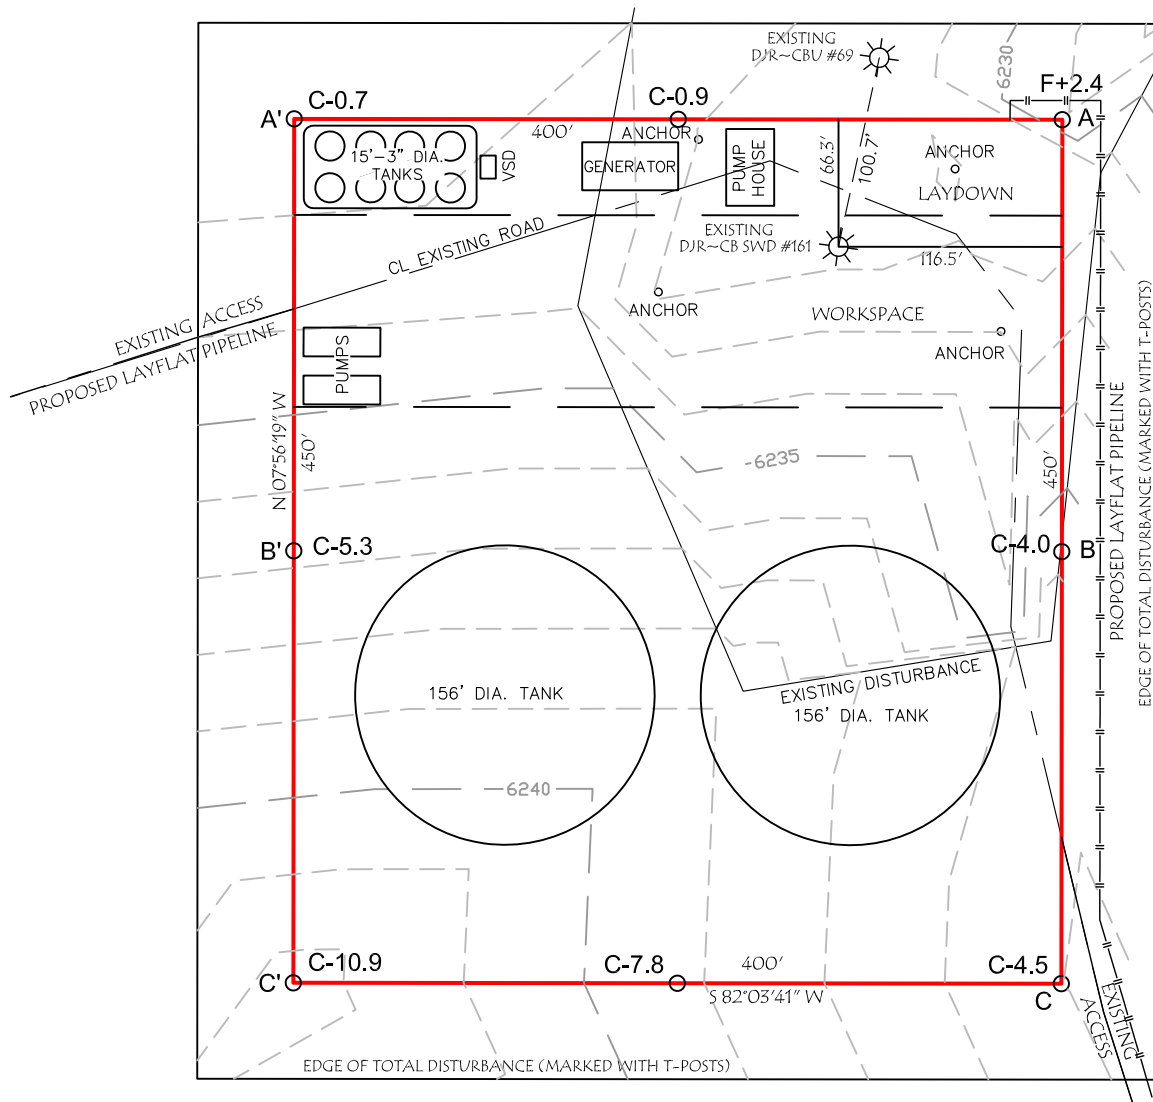 EXISTING
DJR~CBU #69
6230
F+2.4
A'
C-0.7
C-0.9
A
400'
ANCHOR
15'-3" DIA.
TANKS
VSD
GENERATOR
PUMP
HOUSE
66.3'
100.7'
ANCHOR
LAYDOWN
EXISTING
DJR~CB SWD #161
116.5'
CL EXISTING ROAD
ANCHOR
WORKSPACE
ANCHOR
EXISTING ACCESS
PROPOSED LAYFLAT PIPELINE
PUMPS
N 07°56'19" W
450'
6235
450'
PROPOSED LAYFLAT PIPELINE
EDGE OF TOTAL DISTURBANCE (MARKED WITH T-POSTS)
B'
C-5.3
C-4.0
B
EXISTING DISTURBANCE
156' DIA. TANK
156' DIA. TANK
6240
C'
C-10.9
C-7.8
400'
C-4.5
C
S 82°03'41" W
EXISTING
ACCESS
EDGE OF TOTAL DISTURBANCE (MARKED WITH T-POSTS)